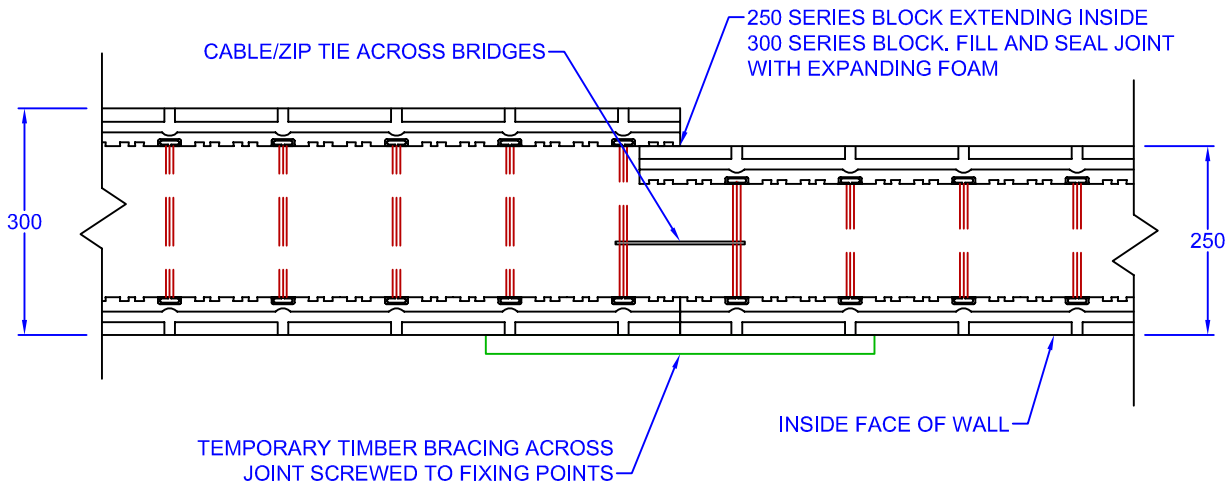 250 SERIES BLOCK EXTENDING INSIDE
300 SERIES BLOCK. FILL AND SEAL JOINT
WITH EXPANDING FOAM
CABLE/ZIP TIE ACROSS BRIDGES
300
250
INSIDE FACE OF WALL
TEMPORARY TIMBER BRACING ACROSS
JOINT SCREWED TO FIXING POINTS